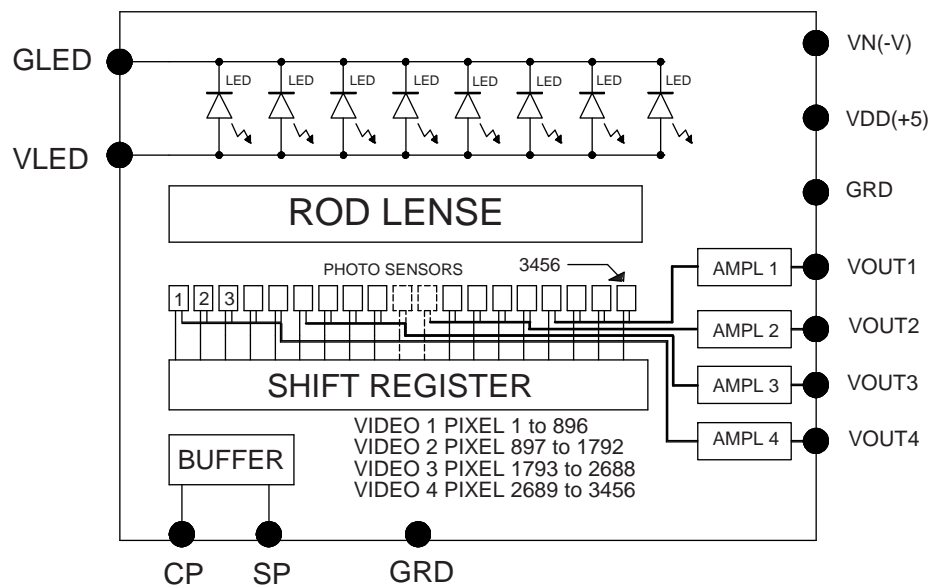 GLED
LED LED LED LED LED LED LED LED
VN(-V)
VLED
VDD(+5)
ROD LENSE
GRD
PHOTO SENSORS
3456
AMPL 1
VOUT1
1 2 3
AMPL 2
VOUT2
SHIFT REGISTER
AMPL 3
VOUT3
VIDEO 1 PIXEL 1 to 896
VIDEO 2 PIXEL 897 to 1792
VIDEO 3 PIXEL 1793 to 2688
VIDEO 4 PIXEL 2689 to 3456
AMPL 4
VOUT4
BUFFER
CP
SP
GRD